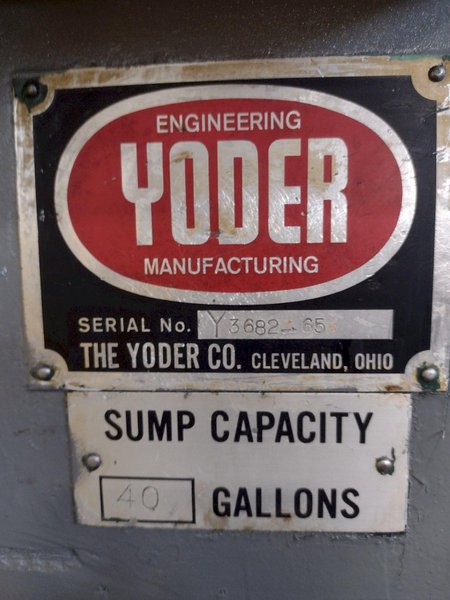 ENGINEERING
YODER
MANUFACTURING
SERIAL No. Y3682-65
THE YODER CO. CLEVELAND, OHIO
SUMP CAPACITY
40 GALLONS